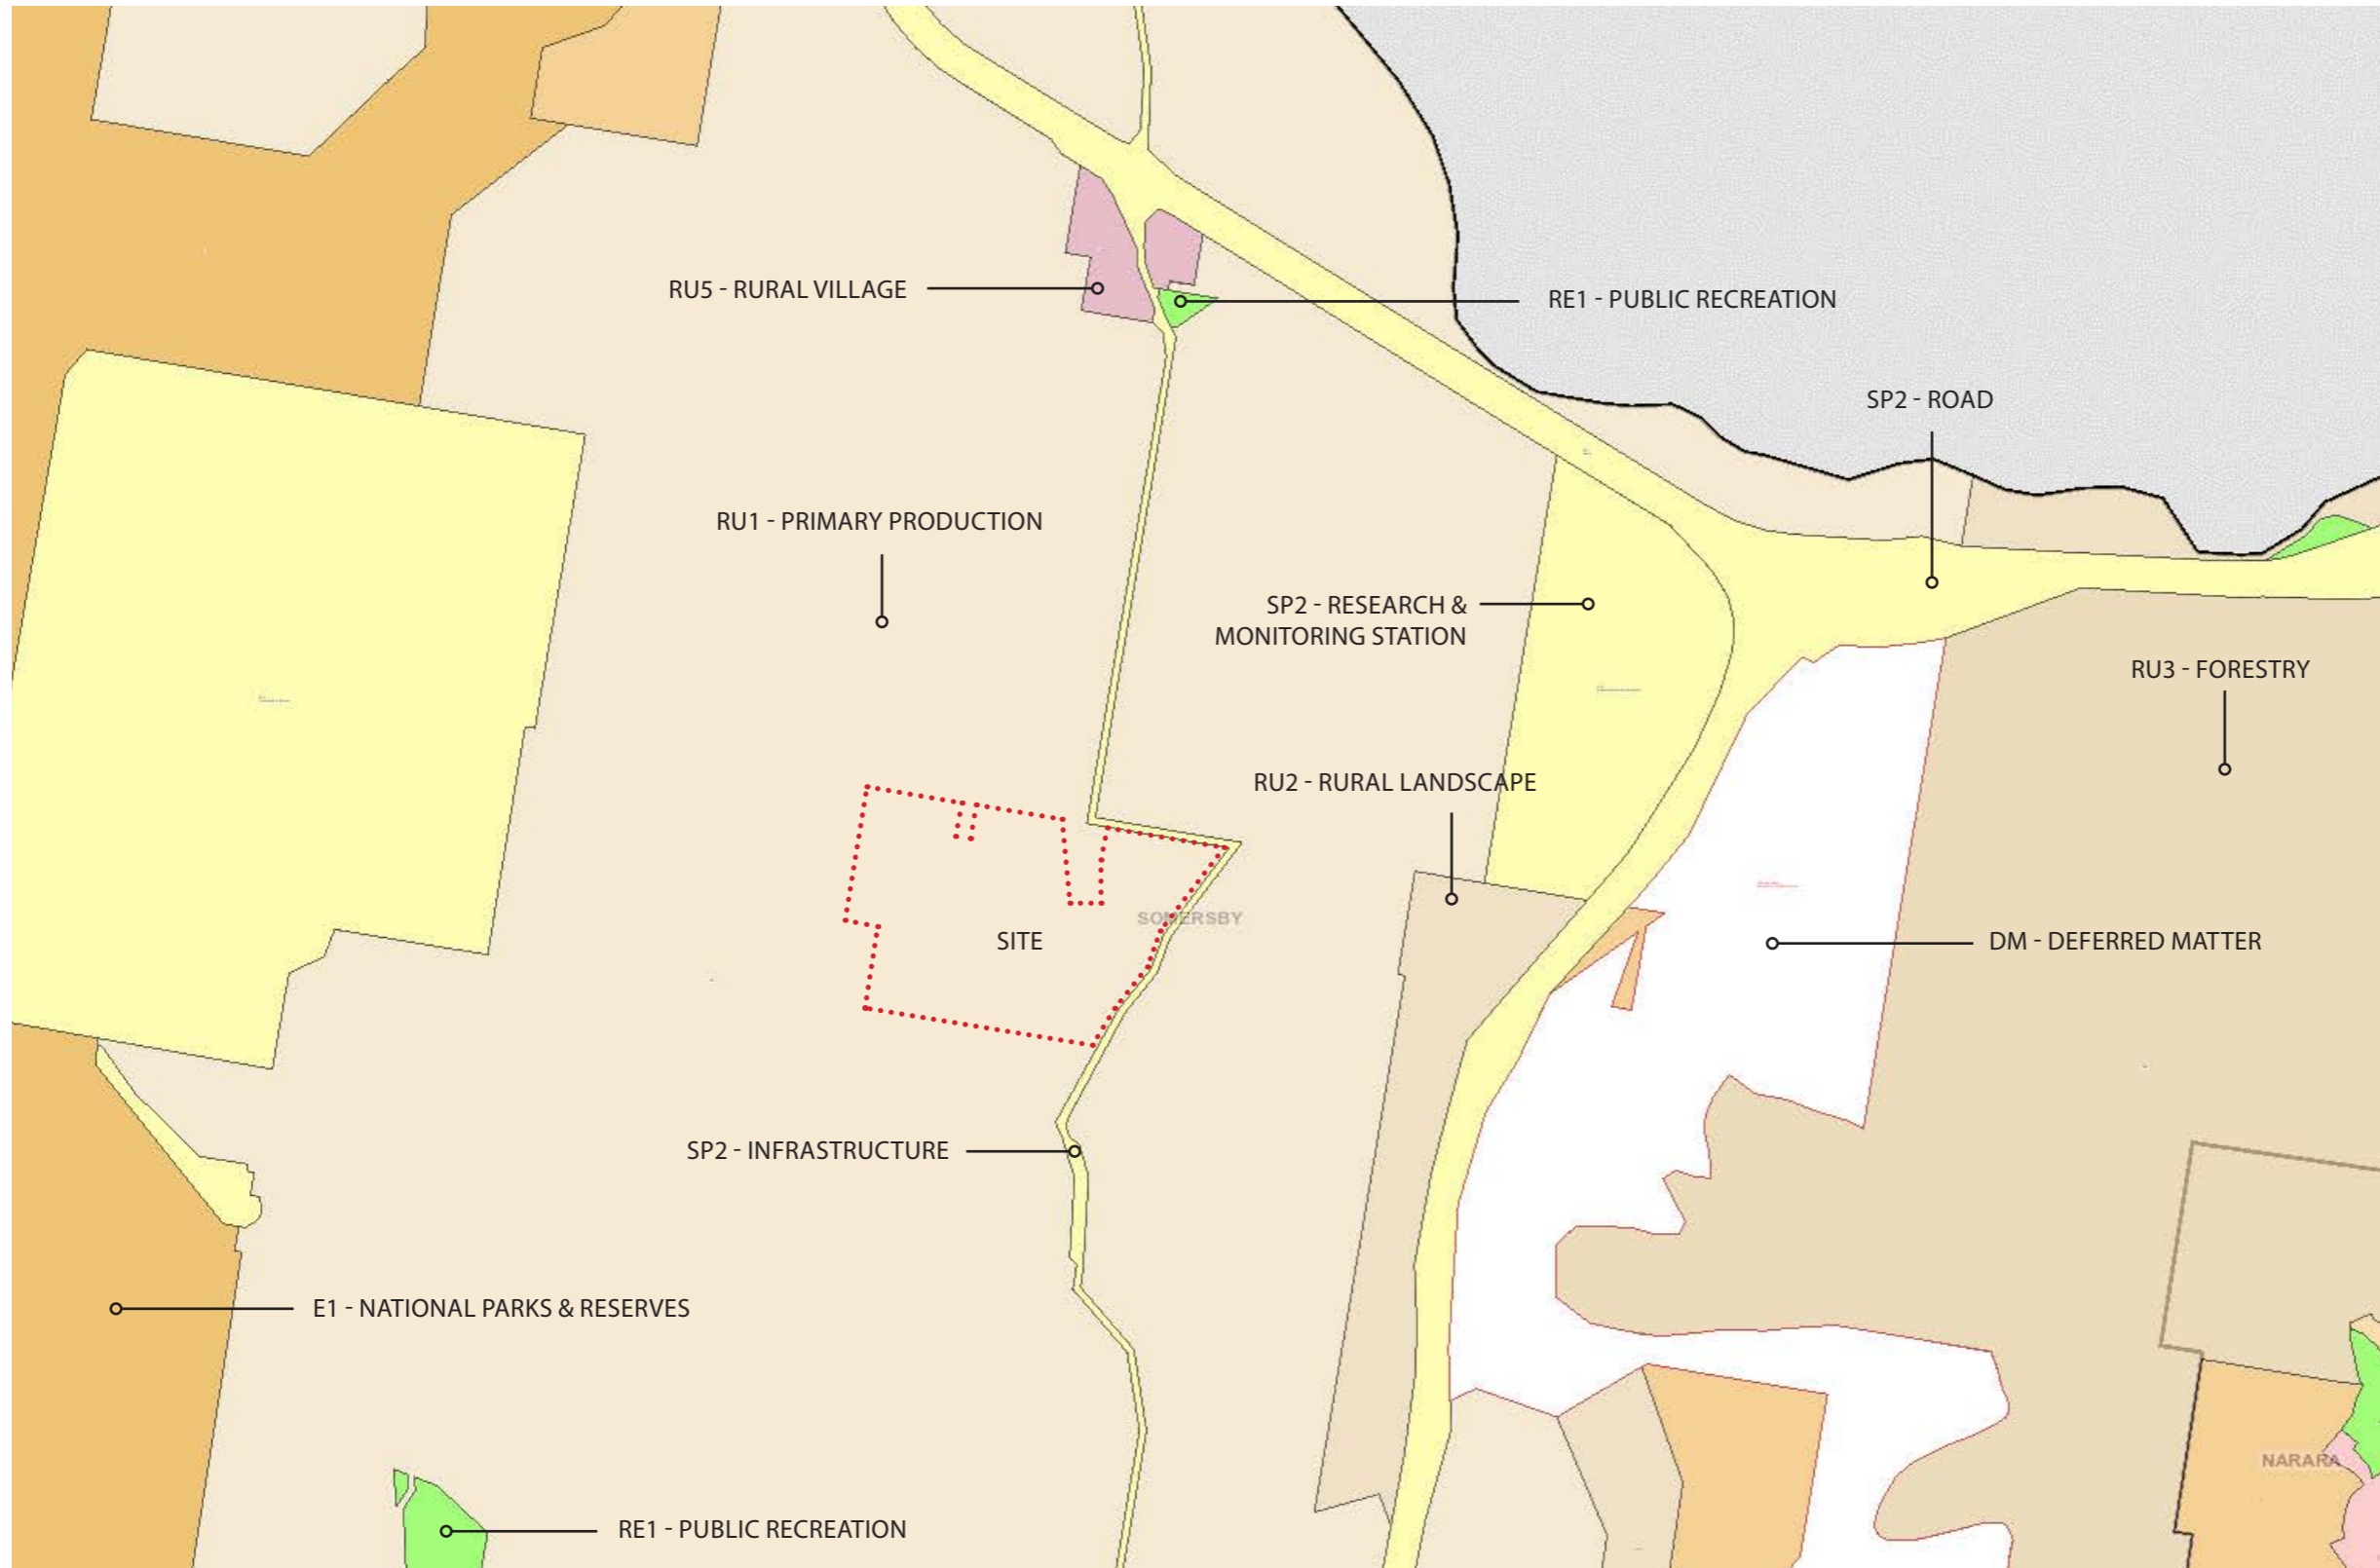 RU5 - RURAL VILLAGE
RE1 - PUBLIC RECREATION
SP2 - ROAD
RU1 - PRIMARY PRODUCTION
SP2 - RESEARCH &
MONITORING STATION
RU3 - FORESTRY
RU2 - RURAL LANDSCAPE
SOMERSBY
SITE
DM - DEFERRED MATTER
SP2 - INFRASTRUCTURE
E1 - NATIONAL PARKS & RESERVES
NARARA
RE1 - PUBLIC RECREATION